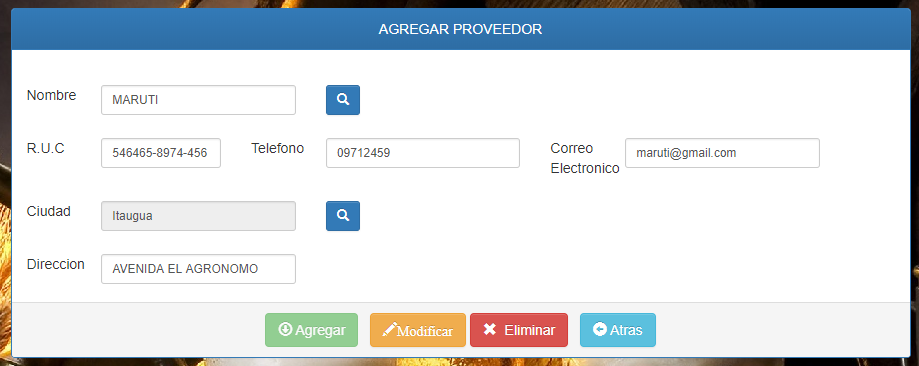 AGREGAR PROVEEDOR
Nombre MARUTI
R.U.C 546465-8974-456 Telefono 09712459 Correo Electronico maruti@gmail.com
Ciudad Itaugua
Direccion AVENIDA EL AGRONOMO
Agregar Modificar Eliminar Atras